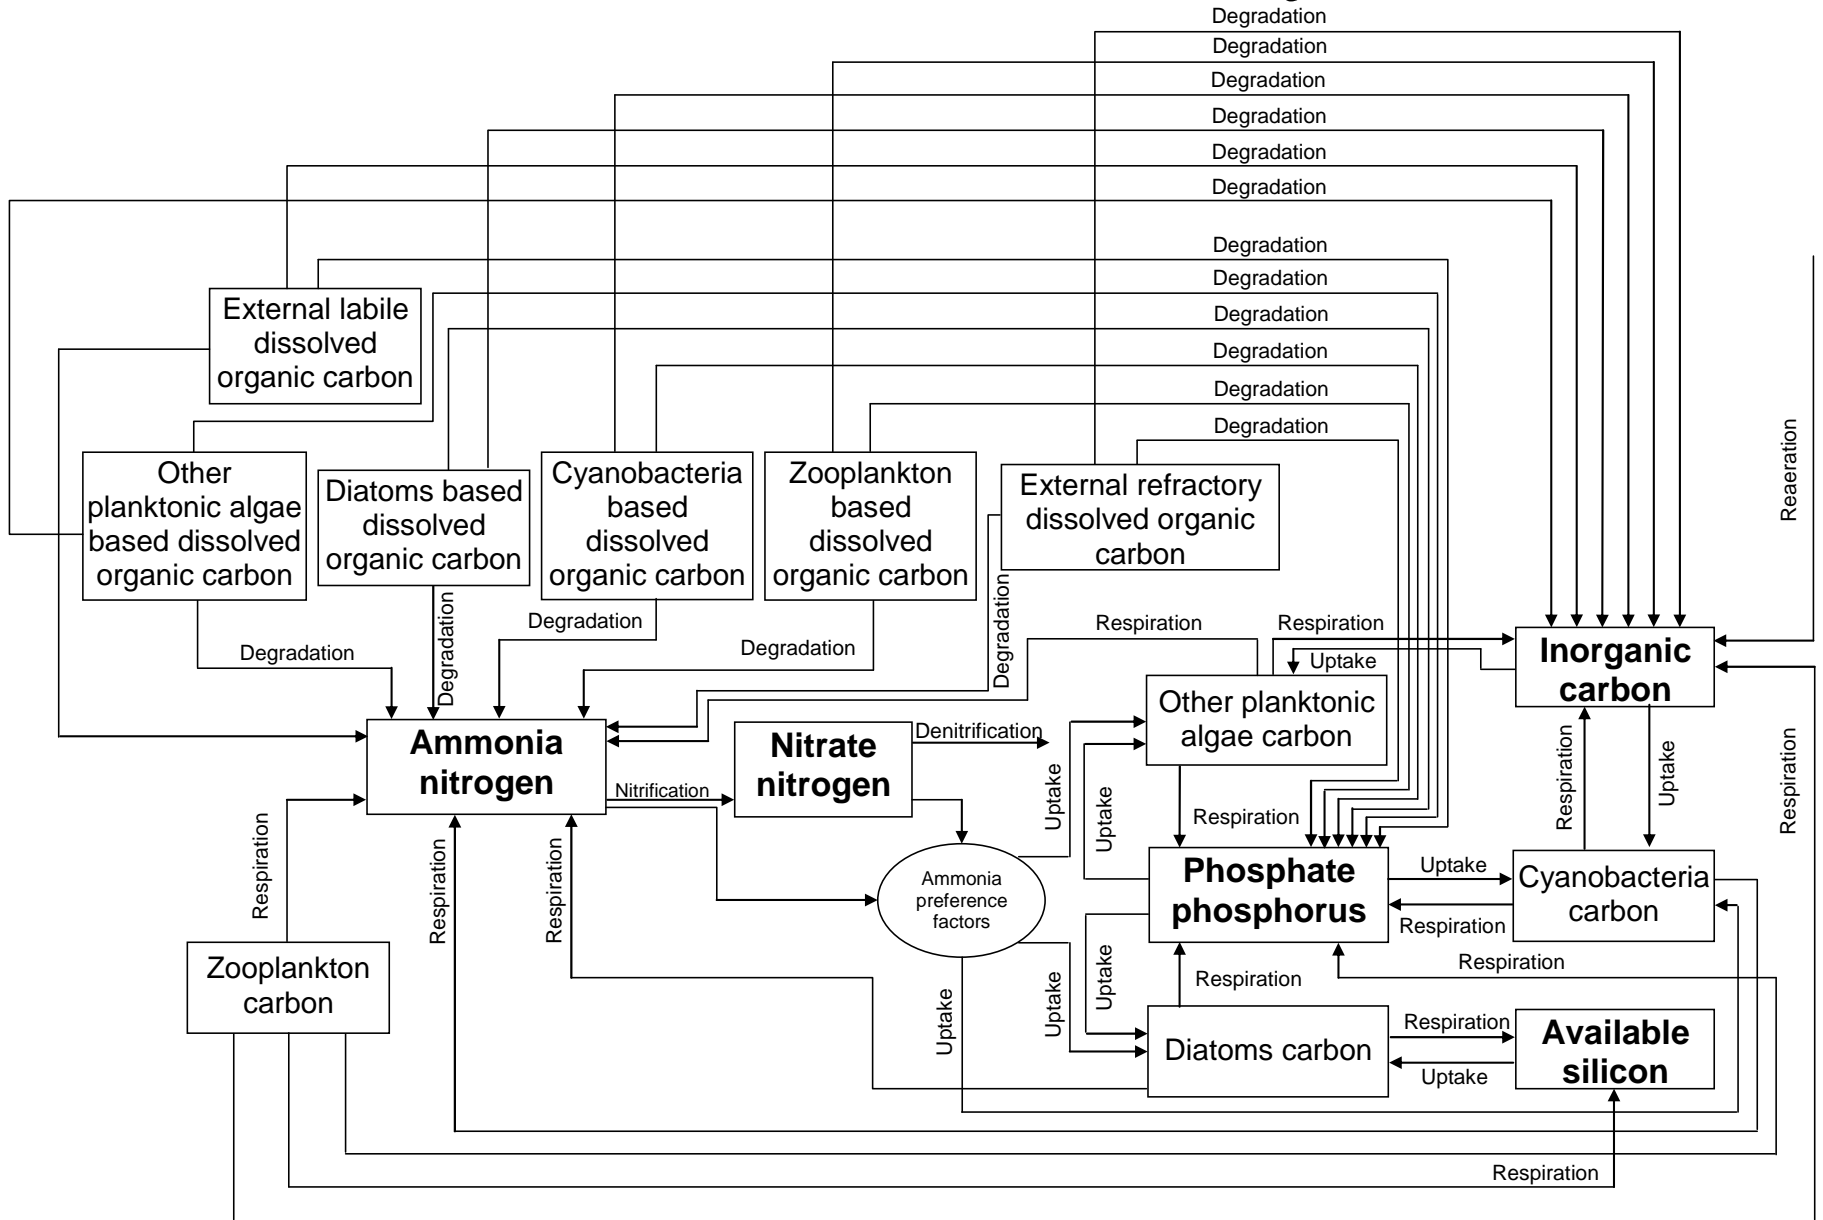 Degradation
Degradation
Degradation
Degradation
Degradation
Degradation
Degradation
Degradation
Degradation
Degradation
Degradation
Degradation
External labile
dissolved
organic carbon
Other
planktonic algae
based dissolved
organic carbon
Diatoms based
dissolved
organic carbon
Cyanobacteria
based
dissolved
organic carbon
Zooplankton
based
dissolved
organic carbon
External refractory
dissolved organic
carbon
Reaeration
Degradation
Degradation
Degradation
Degradation
Degradation
Respiration
Respiration
Uptake
Inorganic
carbon
Other planktonic
algae carbon
Ammonia
nitrogen
Nitrification
Nitrate
nitrogen
Denitrification
Uptake
Uptake
Respiration
Respiration
Uptake
Respiration
Respiration
Respiration
Respiration
Ammonia
preference
factors
Phosphate
phosphorus
Uptake
Respiration
Cyanobacteria
carbon
Zooplankton
carbon
Uptake
Uptake
Uptake
Respiration
Respiration
Diatoms carbon
Respiration
Uptake
Available
silicon
Respiration